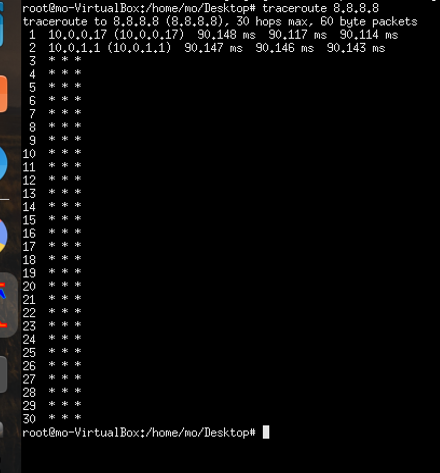 root@mo-VirtualBox:/home/mo/Desktop# traceroute 8.8.8.8
traceroute to 8.8.8.8 (8.8.8.8), 30 hops max, 60 byte packets
 1  10.0.0.17 (10.0.0.17)  90.148 ms  90.117 ms  90.114 ms
 2  10.0.1.1 (10.0.1.1)  90.147 ms  90.146 ms  90.143 ms
 3  * * *
 4  * * *
 5  * * *
 6  * * *
 7  * * *
 8  * * *
 9  * * *
10  * * *
11  * * *
12  * * *
13  * * *
14  * * *
15  * * *
16  * * *
17  * * *
18  * * *
19  * * *
20  * * *
21  * * *
22  * * *
23  * * *
24  * * *
25  * * *
26  * * *
27  * * *
28  * * *
29  * * *
30  * * *
root@mo-VirtualBox:/home/mo/Desktop#